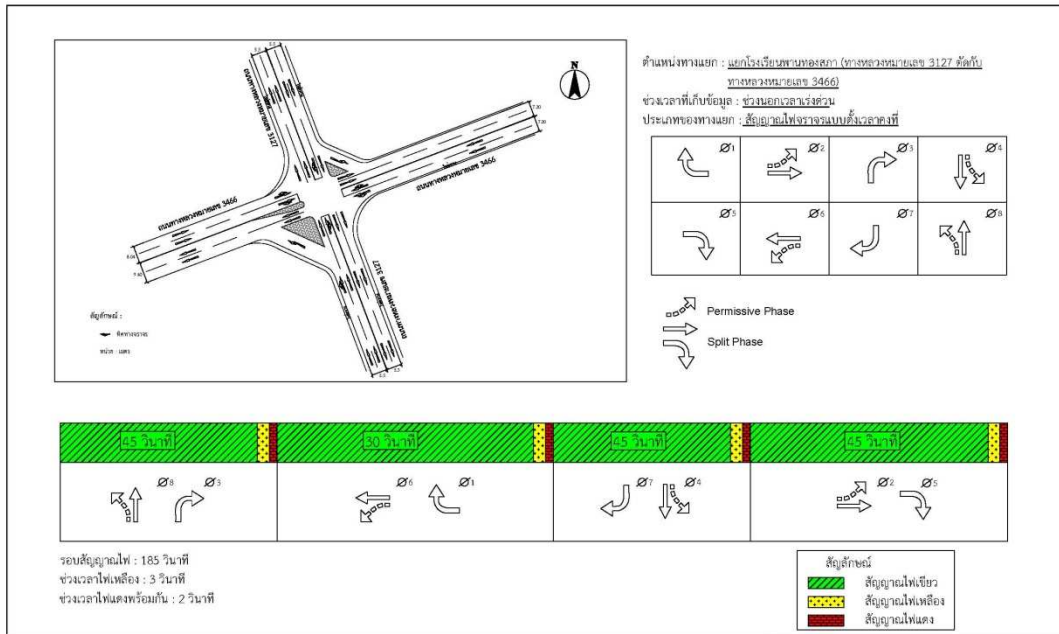 ตำแหน่งทางแยก : แยกโรงเรียนพานทองสภา (ทางหลวงหมายเลข 3127 ตัดกับ
ทางหลวงหมายเลข 3466)
ช่วงเวลาที่เก็บข้อมูล : ช่วงนอกเวลาเร่งด่วน
ประเภทของทางแยก : สัญญาณไฟจราจรแบบตั้งเวลาคงที่
N
ถนนทางหลวงหมายเลข 3127
ถนนทางหลวงหมายเลข 3466
ถนนทางหลวงหมายเลข 3466
ถนนทางหลวงหมายเลข 3127
7.30
7.30
สัญลักษณ์ :
ทิศทางจราจร
หน่วย : เมตร
Ø1 Ø2 Ø3 Ø4
Ø5 Ø6 Ø7 Ø8
Permissive Phase
Split Phase
45 วินาที 30 วินาที 45 วินาที 45 วินาที
Ø8 Ø3 Ø6 Ø1 Ø7 Ø4 Ø2 Ø5
รอบสัญญาณไฟ : 185 วินาที
ช่วงเวลาไฟเหลือง : 3 วินาที
ช่วงเวลาไฟแดงพร้อมกัน : 2 วินาที
สัญลักษณ์
สัญญาณไฟเขียว
สัญญาณไฟเหลือง
สัญญาณไฟแดง